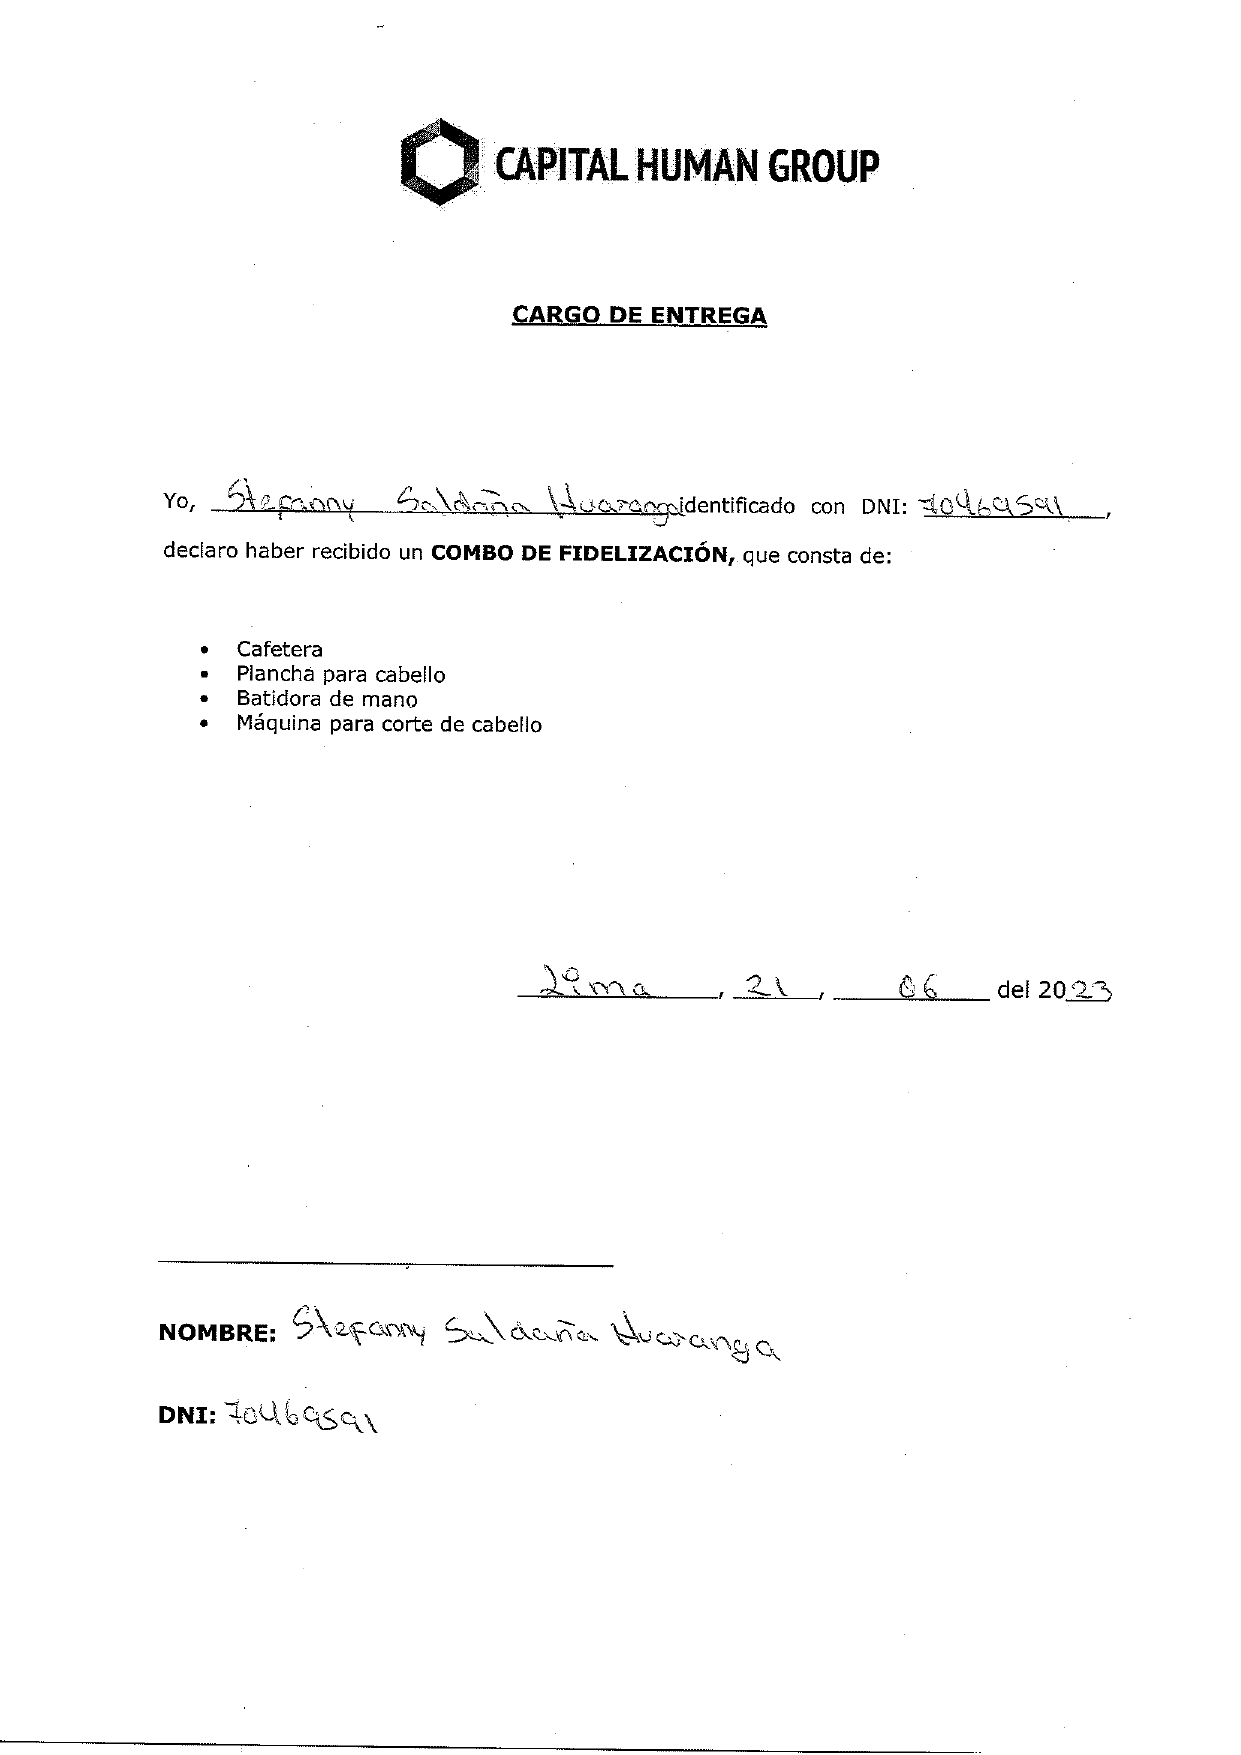 CAPITAL HUMAN GROUP
CARGO DE ENTREGA
Yo, Stefanny Saldaña Huaranga identificado con DNI: 70469591,
declaro haber recibido un COMBO DE FIDELIZACIÓN, que consta de:
• Cafetera
• Plancha para cabello
• Batidora de mano
• Máquina para corte de cabello
Lima, 21, 06 del 2023
NOMBRE: Stefanny Saldaña Huaranga
DNI: 70469591